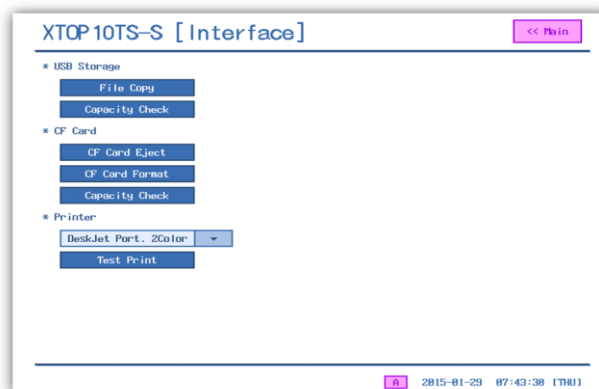 XTOP10TS-S [Interface]
<< Main
* USB Storage
File Copy
Capacity Check
* CF Card
CF Card Eject
CF Card Format
Capacity Check
* Printer
DeskJet Port. 2Color
Test Print
A 2015-01-29 07:43:30 [THU]